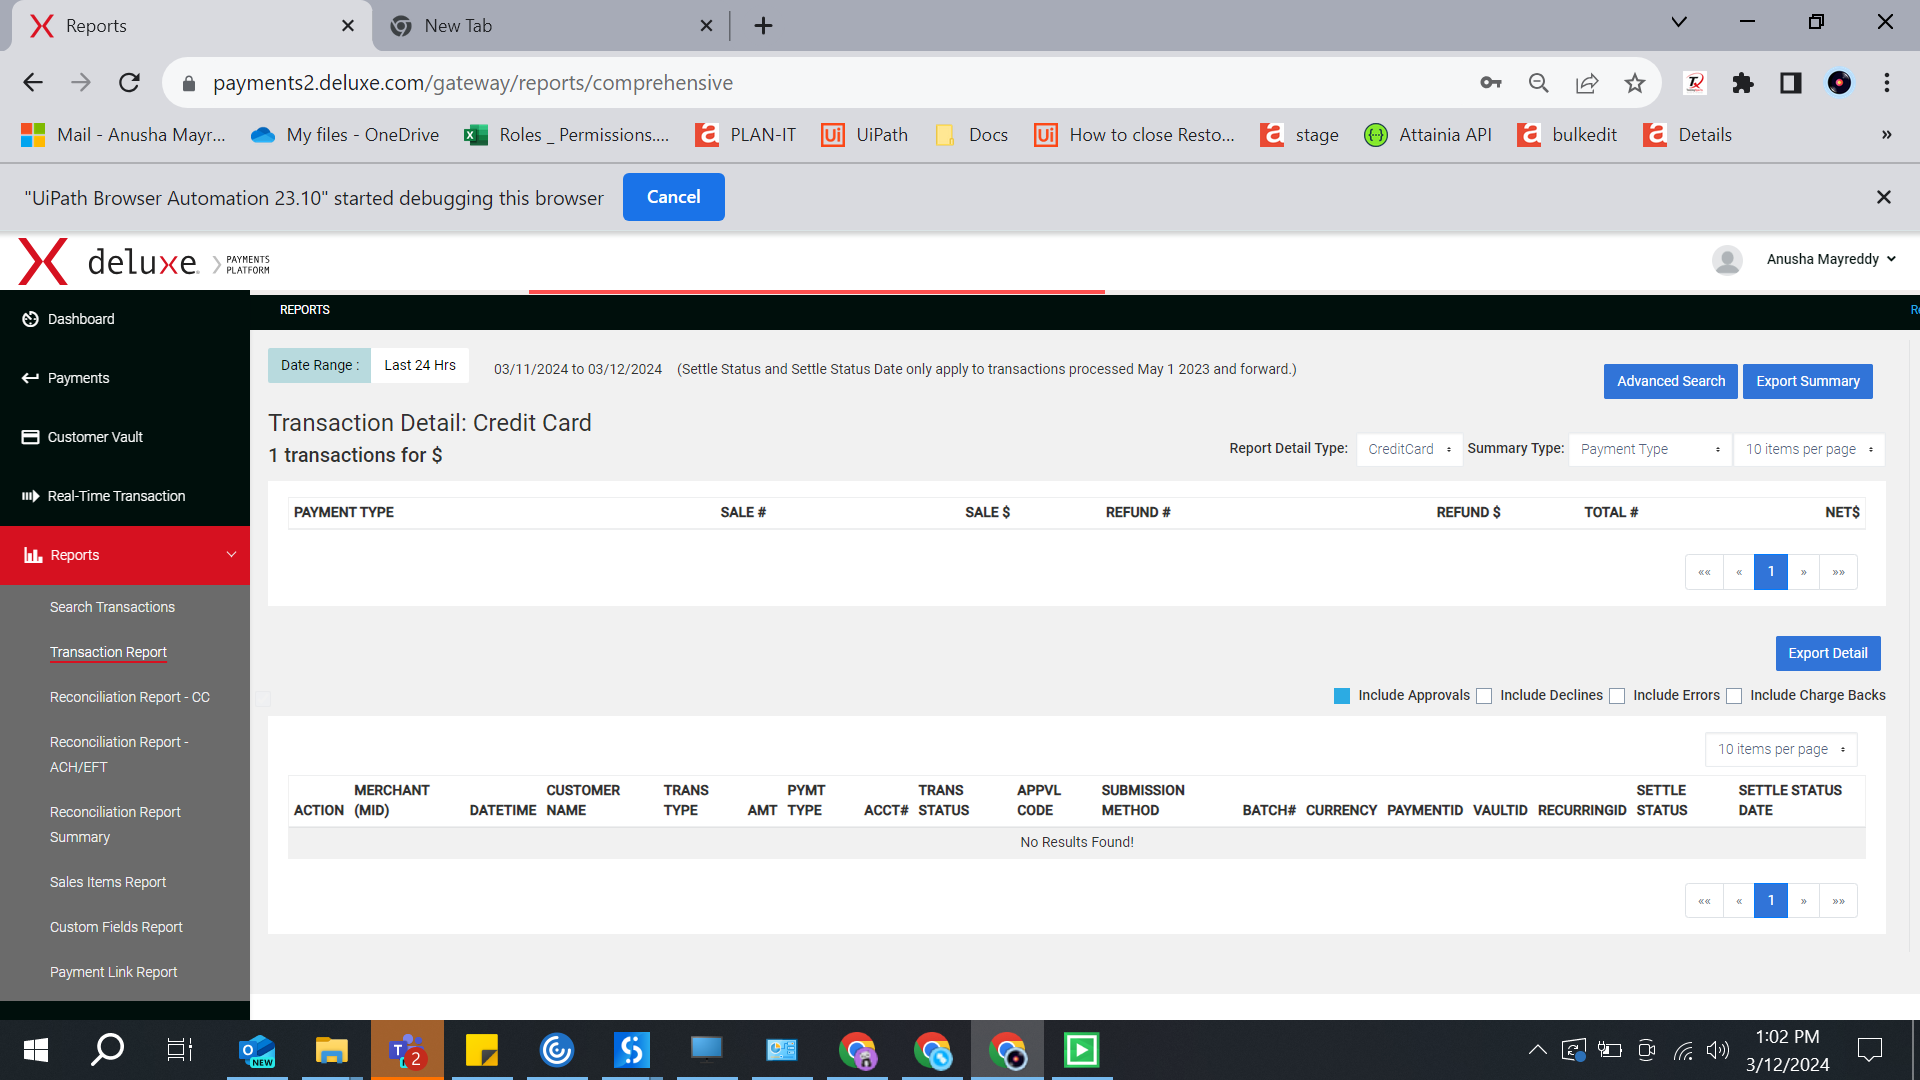 Reports
New Tab
payments2.deluxe.com/gateway/reports/comprehensive
Mail - Anusha Mayr...
My files - OneDrive
Roles _ Permissions....
PLAN-IT
UiPath
Docs
How to close Resto...
stage
Attainia API
bulkedit
Details
»
"UiPath Browser Automation 23.10" started debugging this browser
Cancel
deluxe.
PAYMENTS
PLATFORM
Anusha Mayreddy
Dashboard
Payments
Customer Vault
Real-Time Transaction
Reports
Search Transactions
Transaction Report
Reconciliation Report - CC
Reconciliation Report -
ACH/EFT
Reconciliation Report
Summary
Sales Items Report
Custom Fields Report
Payment Link Report
REPORTS
Date Range :
Last 24 Hrs
03/11/2024 to 03/12/2024
(Settle Status and Settle Status Date only apply to transactions processed May 1 2023 and forward.)
Advanced Search
Export Summary
Transaction Detail: Credit Card
1 transactions for $
Report Detail Type:
CreditCard
Summary Type:
Payment Type
10 items per page
PAYMENT TYPE
SALE #
SALE $
REFUND #
REFUND $
TOTAL #
NET$
«« « 1 » »»
Export Detail
Include Approvals
Include Declines
Include Errors
Include Charge Backs
10 items per page
ACTION
MERCHANT
(MID)
DATETIME
CUSTOMER
NAME
TRANS
TYPE
AMT
PYMT
TYPE
ACCT#
TRANS
STATUS
APPVL
CODE
SUBMISSION
METHOD
BATCH#
CURRENCY
PAYMENTID
VAULTID
RECURRINGID
SETTLE
STATUS
SETTLE STATUS
DATE
No Results Found!
«« « 1 » »»
NEW
2
1:02 PM
3/12/2024